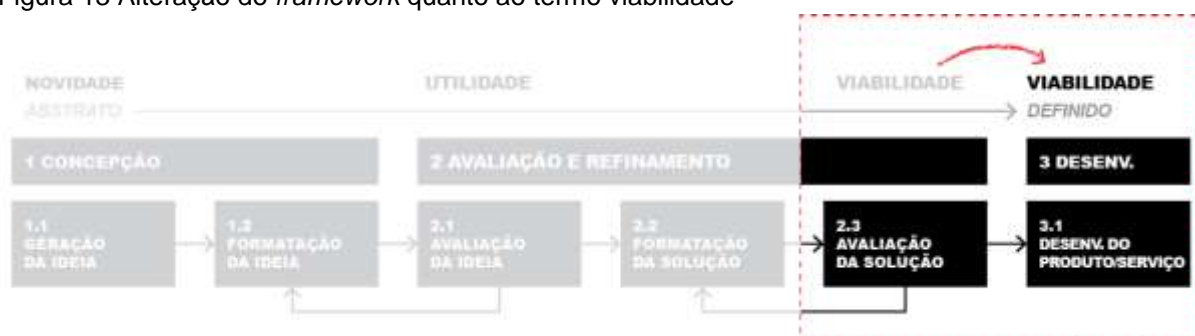 Figura 18 Alteração do framework quanto ao termo viabilidade
NOVIDADE UTILIDADE VIABILIDADE VIABILIDADE
ABSTRATO DEFINIDO
1 CONCEPÇÃO 2 AVALIAÇÃO E REFINAMENTO 3 DESENV.
1.1 1.2 2.1 2.2 2.3 3.1
GERAÇÃO FORMATAÇÃO AVALIAÇÃO FORMATAÇÃO AVALIAÇÃO DESENV. DO
DA IDEIA DA IDEIA DA IDEIA DA SOLUÇÃO DA SOLUÇÃO PRODUTO/SERVIÇO